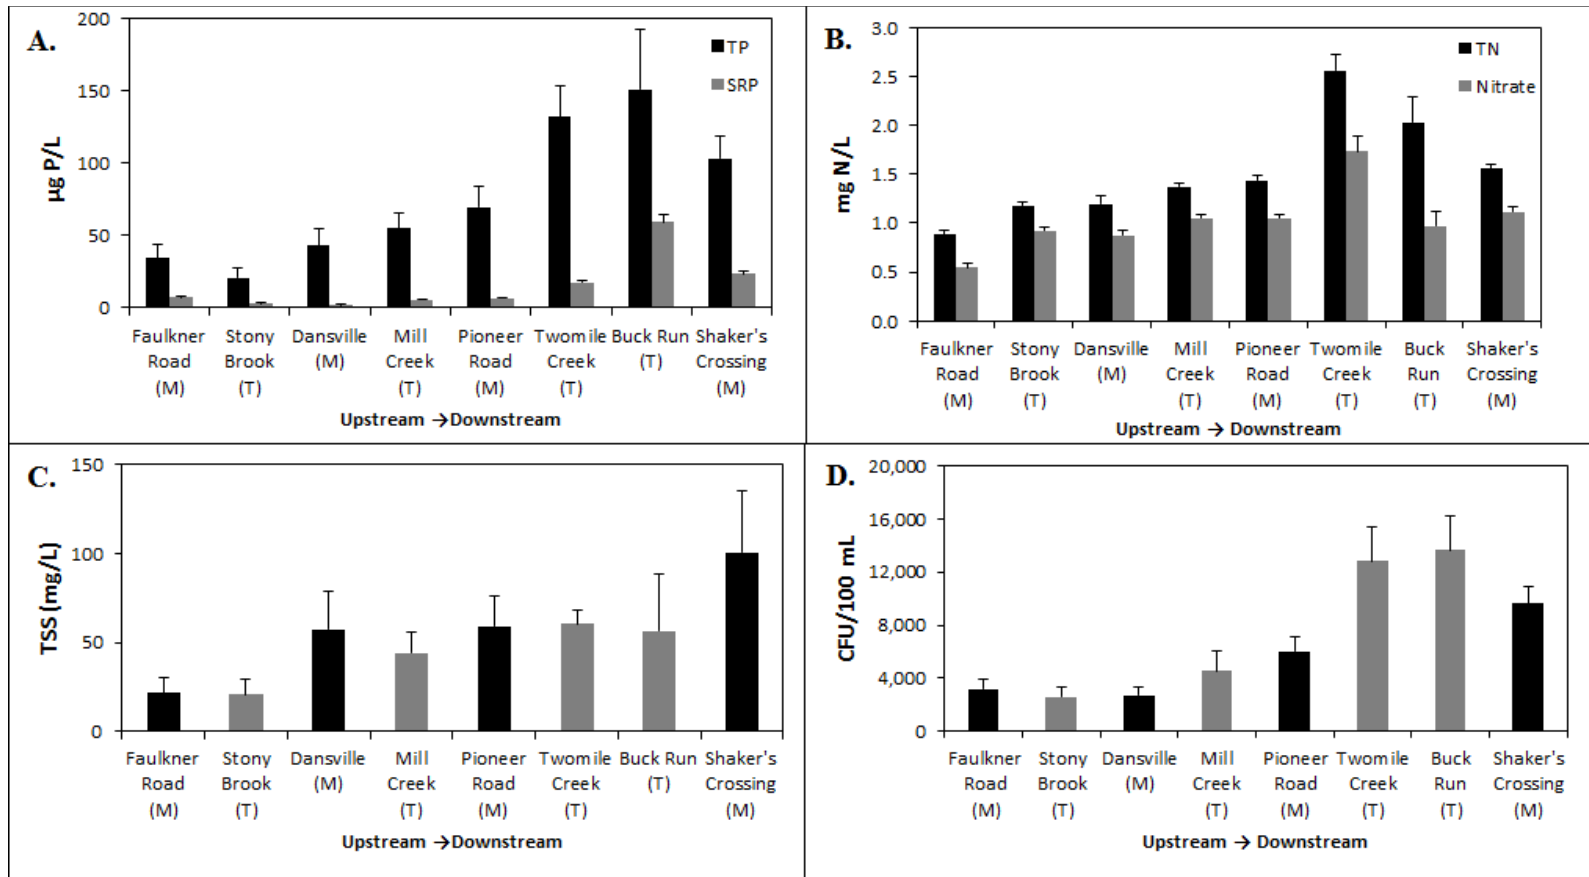 A.
200
150
100
50
0
µg P/L
TP
SRP
Faulkner Road (M)
Stony Brook (T)
Dansville (M)
Mill Creek (T)
Pioneer Road (M)
Twomile Creek (T)
Buck Run (T)
Shaker's Crossing (M)
Upstream →Downstream
B.
3.0
2.5
2.0
1.5
1.0
0.5
0.0
mg N/L
TN
Nitrate
Faulkner Road (M)
Stony Brook (T)
Dansville (M)
Mill Creek (T)
Pioneer Road (M)
Twomile Creek (T)
Buck Run (T)
Shaker's Crossing (M)
Upstream → Downstream
C.
150
100
50
0
TSS (mg/L)
Faulkner Road (M)
Stony Brook (T)
Dansville (M)
Mill Creek (T)
Pioneer Road (M)
Twomile Creek (T)
Buck Run (T)
Shaker's Crossing (M)
Upstream →Downstream
D.
20,000
16,000
12,000
8,000
4,000
0
CFU/100 mL
Faulkner Road (M)
Stony Brook (T)
Dansville (M)
Mill Creek (T)
Pioneer Road (M)
Twomile Creek (T)
Buck Run (T)
Shaker's Crossing (M)
Upstream → Downstream